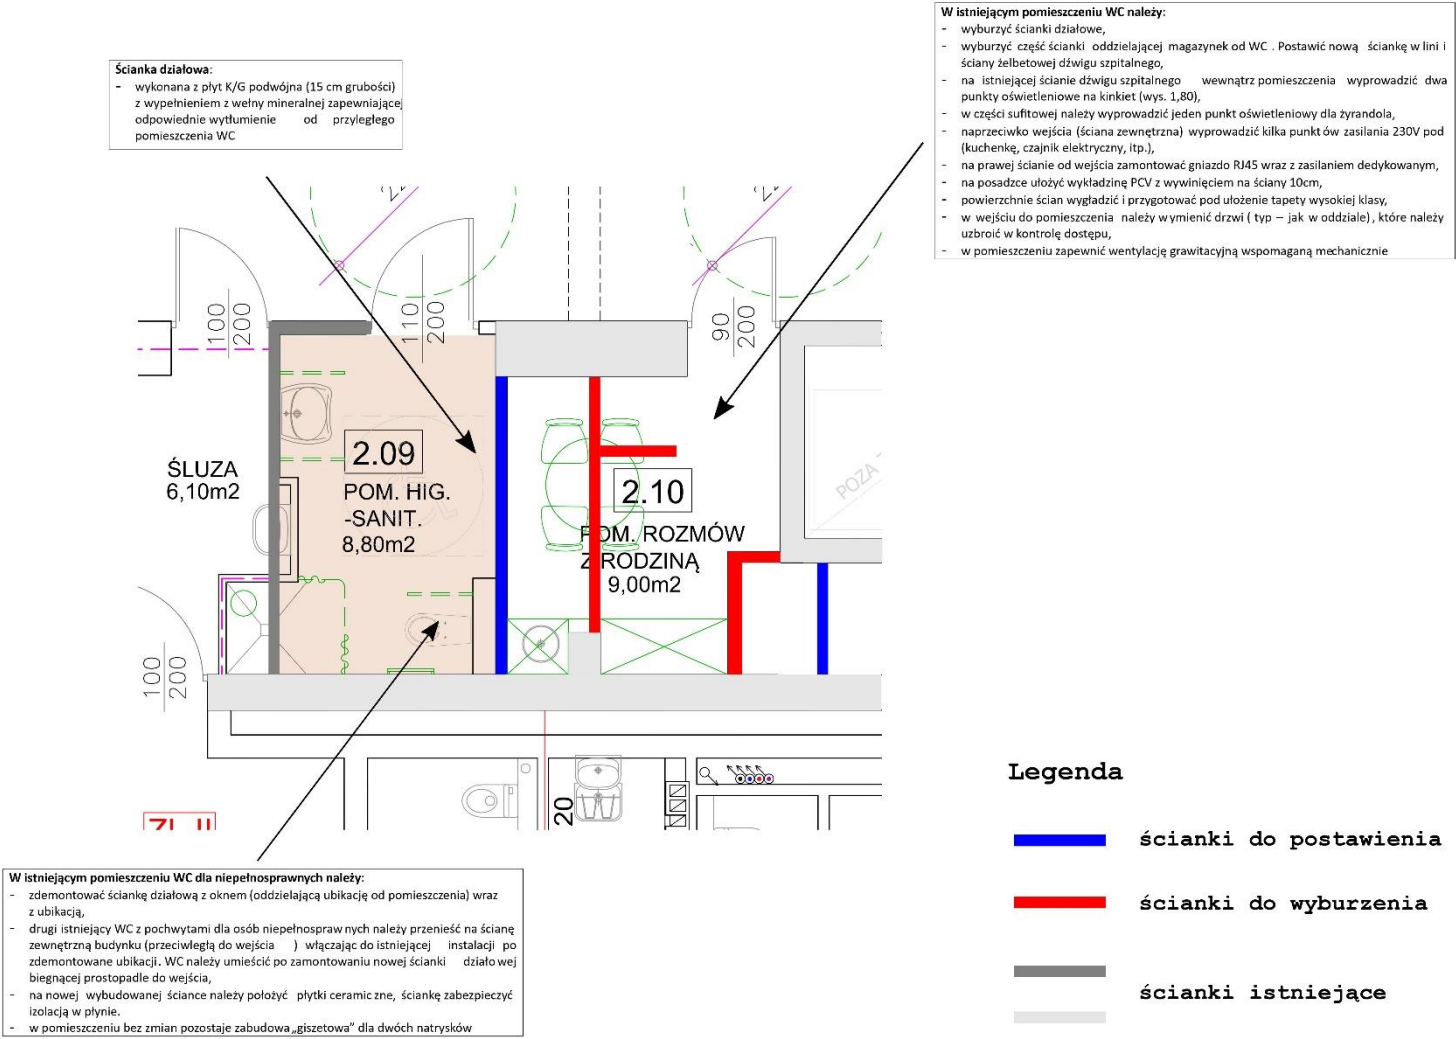 W istniejącym pomieszczeniu WC należy:
- wyburzyć ścianki działowe,
- wyburzyć część ścianki oddzielającej magazynek od WC . Postawić nową ściankę w lini i
ściany żelbetowej dźwigu szpitalnego,
- na istniejącej ścianie dźwigu szpitalnego wewnątrz pomieszczenia wyprowadzić dwa
punkty oświetleniowe na kinkiet (wys. 1,80),
- w części sufitowej należy wyprowadzić jeden punkt oświetleniowy dla żyrandola,
- naprzeciwko wejścia (ściana zewnętrzna) wyprowadzić kilka punkt ów zasilania 230V pod
(kuchenkę, czajnik elektryczny, itp.),
- na prawej ścianie od wejścia zamontować gniazdo RJ45 wraz z zasilaniem dedykowanym,
- na posadzce ułożyć wykładzinę PCV z wywinięciem na ściany 10cm,
- powierzchnie ścian wygładzić i przygotować pod ułożenie tapety wysokiej klasy,
- w wejściu do pomieszczenia należy wymienić drzwi ( typ – jak w oddziale) , które należy
uzbroić w kontrolę dostępu,
- w pomieszczeniu zapewnić wentylację grawitacyjną wspomaganą mechanicznie
Ścianka działowa:
- wykonana z płyt K/G podwójna (15 cm grubości)
z wypełnieniem z wełny mineralnej zapewniającej
odpowiednie wytłumienie od przyległego
pomieszczenia WC
100
200
110
200
90
200
ŚLUZA
6,10m2
2.09
POM. HIG.
-SANIT.
8,80m2
2.10
POM. ROZMÓW
Z RODZINĄ
9,00m2
POZA
100
200
20
ZL II
Legenda
ścianki do postawienia
ścianki do wyburzenia
ścianki istniejące
W istniejącym pomieszczeniu WC dla niepełnosprawnych należy:
- zdemontować ściankę działową z oknem (oddzielającą ubikację od pomieszczenia) wraz
z ubikacją,
- drugi istniejący WC z pochwytami dla osób niepełnospraw nych należy przenieść na ścianę
zewnętrzną budynku (przeciwległą do wejścia ) włączając do istniejącej instalacji po
zdemontowane ubikacji. WC należy umieścić po zamontowaniu nowej ścianki działo wej
biegnącej prostopadle do wejścia,
- na nowej wybudowanej ściance należy położyć płytki ceramic zne, ściankę zabezpieczyć
izolacją w płynie.
- w pomieszczeniu bez zmian pozostaje zabudowa „giszetowa” dla dwóch natrysków